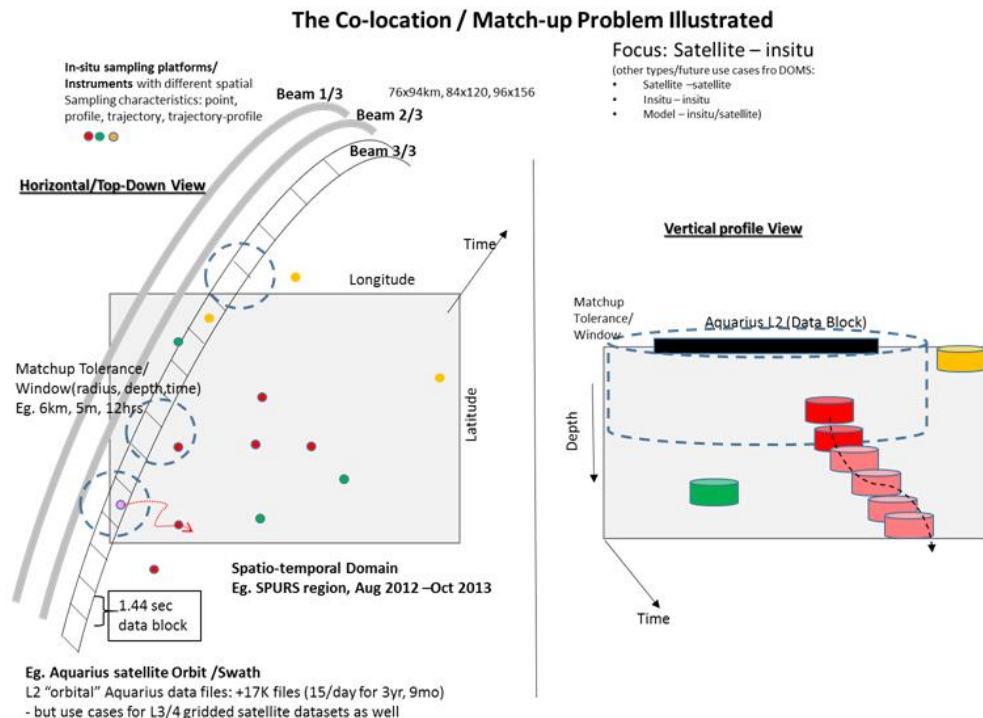 The Co-location / Match-up Problem Illustrated
In-situ sampling platforms/
Instruments with different spatial
Sampling characteristics: point,
profile, trajectory, trajectory-profile
Beam 1/3
76x94km, 84x120, 96x156
Beam 2/3
Beam 3/3
Focus: Satellite – insitu
(other types/future use cases fro DOMS:
• Satellite –satellite
• Insitu – insitu
• Model – insitu/satellite)
Horizontal/Top-Down View
Time
Longitude
Latitude
Matchup Tolerance/
Window(radius, depth,time)
Eg. 6km, 5m, 12hrs
Spatio-temporal Domain
Eg. SPURS region, Aug 2012 –Oct 2013
1.44 sec
data block
Eg. Aquarius satellite Orbit /Swath
L2 “orbital” Aquarius data files: +17K files (15/day for 3yr, 9mo)
- but use cases for L3/4 gridded satellite datasets as well
Vertical profile View
Matchup
Tolerance/
Window
Aquarius L2 (Data Block)
Depth
Time